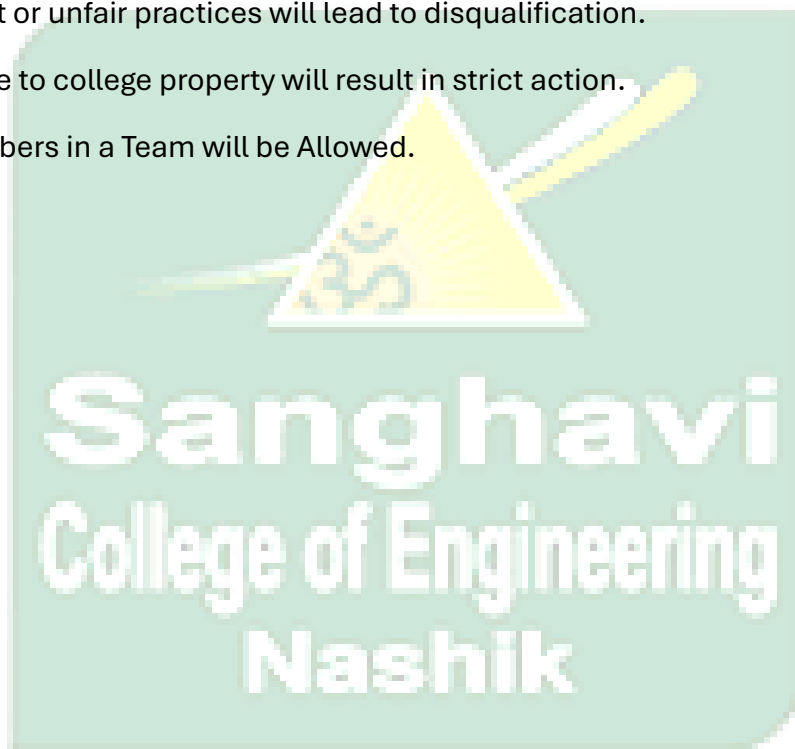 t or unfair practices will lead to disqualification.
e to college property will result in strict action.
bers in a Team will be Allowed.
ॐ
Sanghavi
College of Engineering
Nashik